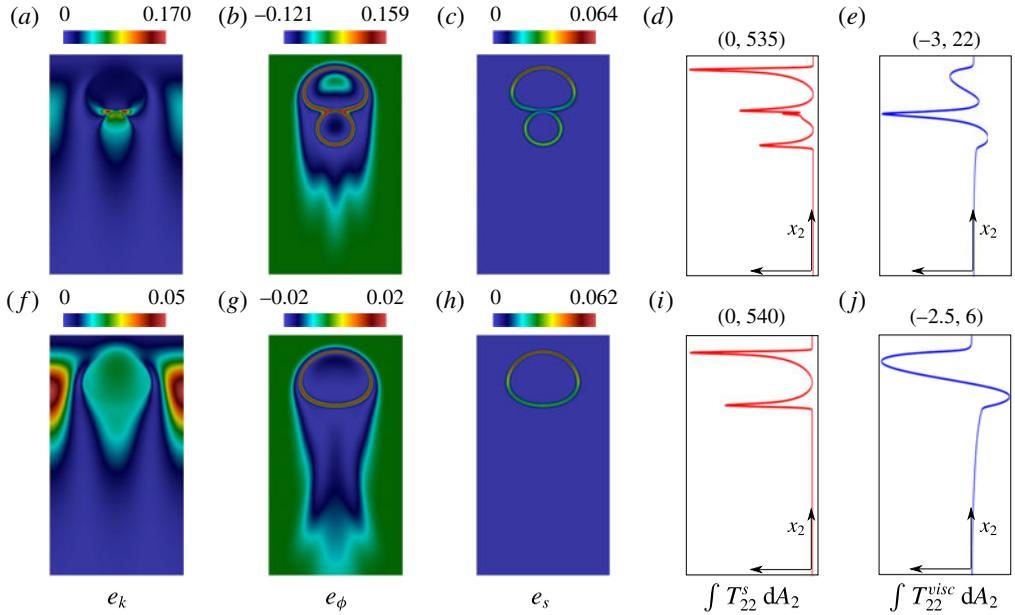 (a) 0 0.170 (b) −0.121 0.159 (c) 0 0.064 (d) (e)
(0, 535) (−3, 22)
x₂ x₂
(f) 0 0.05 (g) −0.02 0.02 (h) 0 0.062 (i) (j)
(0, 540) (−2.5, 6)
x₂ x₂
eₖ e_ϕ eₛ ∫ T₂₂ˢ dA₂ ∫ T₂₂ᵛⁱˢᶜ dA₂